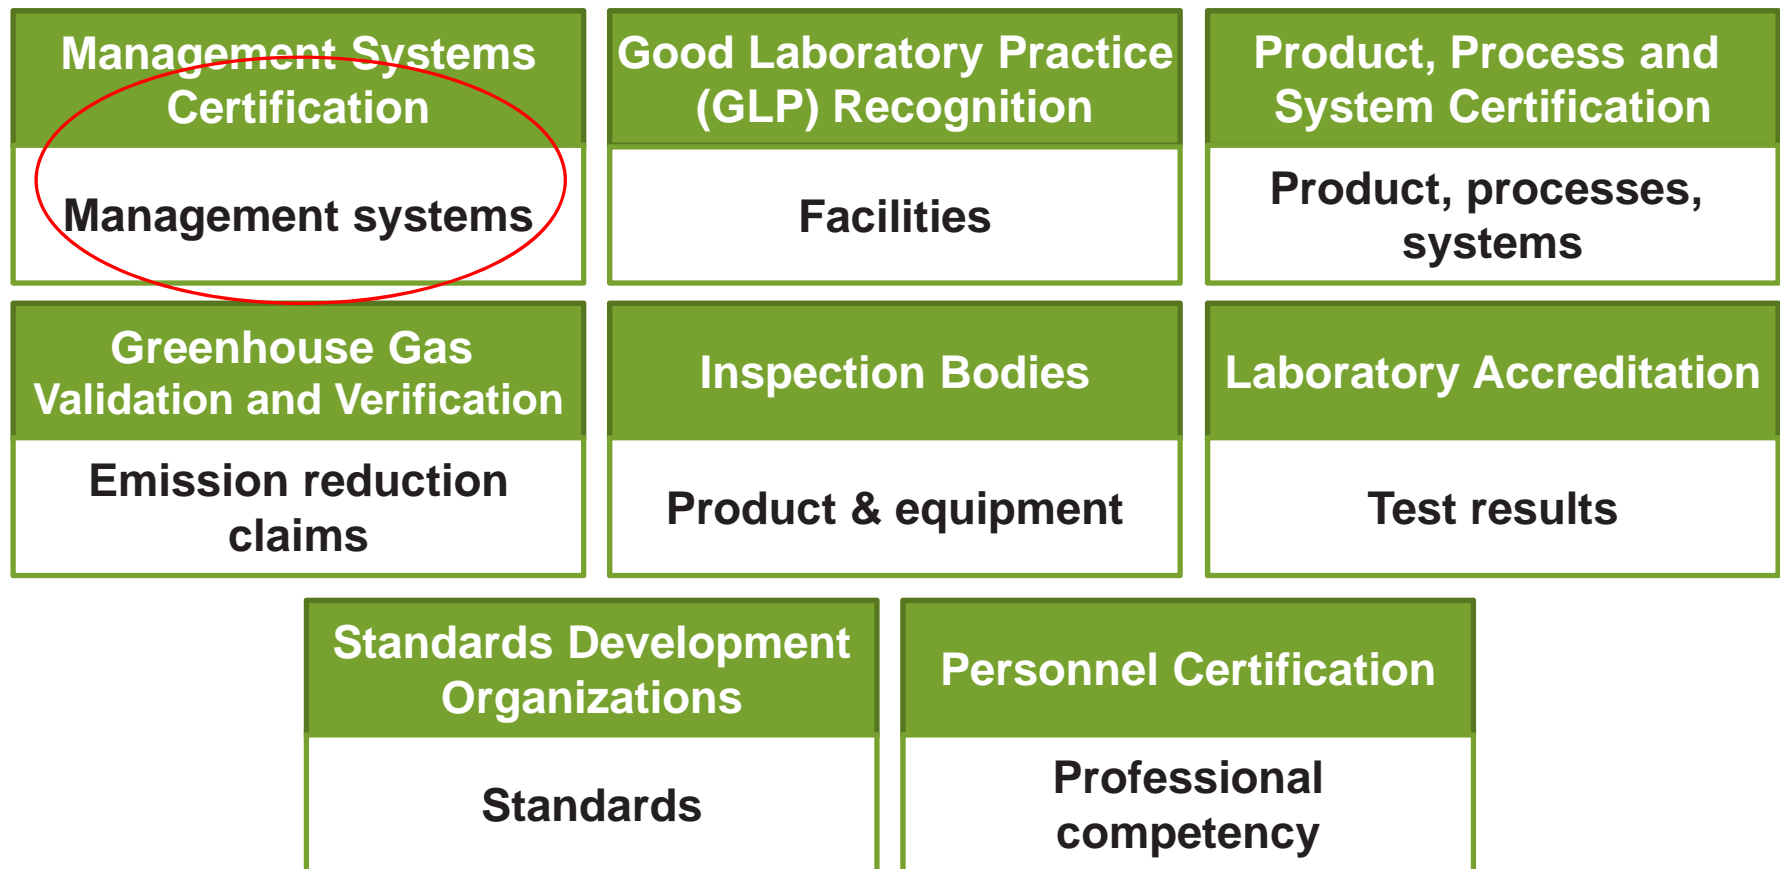 Management Systems
Certification
Management systems
Good Laboratory Practice
(GLP) Recognition
Facilities
Product, Process and
System Certification
Product, processes,
systems
Greenhouse Gas
Validation and Verification
Emission reduction
claims
Inspection Bodies
Product & equipment
Laboratory Accreditation
Test results
Standards Development
Organizations
Standards
Personnel Certification
Professional
competency